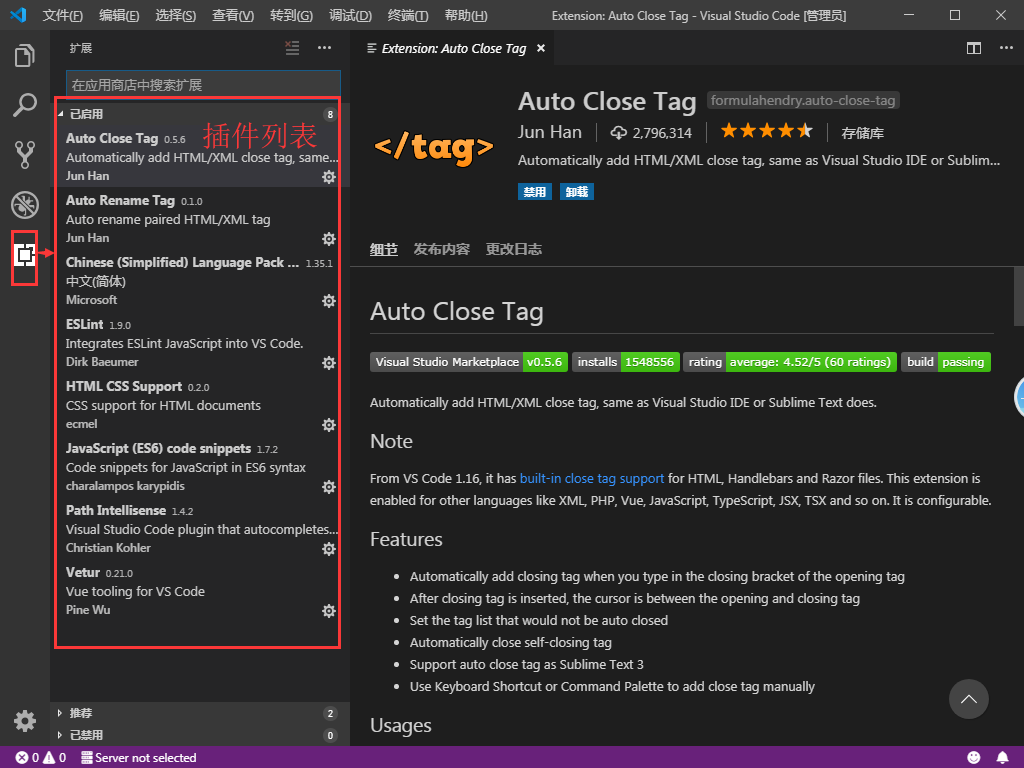 文件(F) 编辑(E) 选择(S) 查看(V) 转到(G) 调试(D) 终端(T) 帮助(H) Extension: Auto Close Tag - Visual Studio Code [管理员]
扩展
在应用商店中搜索扩展
已启用 8
插件列表
Auto Close Tag 0.5.6
Automatically add HTML/XML close tag, same...
Jun Han
Auto Rename Tag 0.1.0
Auto rename paired HTML/XML tag
Jun Han
Chinese (Simplified) Language Pack ... 1.35.1
中文(简体)
Microsoft
ESLint 1.9.0
Integrates ESLint JavaScript into VS Code.
Dirk Baeumer
HTML CSS Support 0.2.0
CSS support for HTML documents
ecmel
JavaScript (ES6) code snippets 1.7.2
Code snippets for JavaScript in ES6 syntax
charalampos karypidis
Path Intellisense 1.4.2
Visual Studio Code plugin that autocompletes...
Christian Kohler
Vetur 0.21.0
Vue tooling for VS Code
Pine Wu
推荐 2
已禁用 0
Extension: Auto Close Tag
</tag>
Auto Close Tag formulahendry.auto-close-tag
Jun Han 2,796,314 存储库
Automatically add HTML/XML close tag, same as Visual Studio IDE or Sublim...
禁用 卸载
细节 发布内容 更改日志
Auto Close Tag
Visual Studio Marketplace v0.5.6 installs 1548556 rating average: 4.52/5 (60 ratings) build passing
Automatically add HTML/XML close tag, same as Visual Studio IDE or Sublime Text does.
Note
From VS Code 1.16, it has built-in close tag support for HTML, Handlebars and Razor files. This extension is
enabled for other languages like XML, PHP, Vue, JavaScript, TypeScript, JSX, TSX and so on. It is configurable.
Features
• Automatically add closing tag when you type in the closing bracket of the opening tag
• After closing tag is inserted, the cursor is between the opening and closing tag
• Set the tag list that would not be auto closed
• Automatically close self-closing tag
• Support auto close tag as Sublime Text 3
• Use Keyboard Shortcut or Command Palette to add close tag manually
Usages
0 0 Server not selected